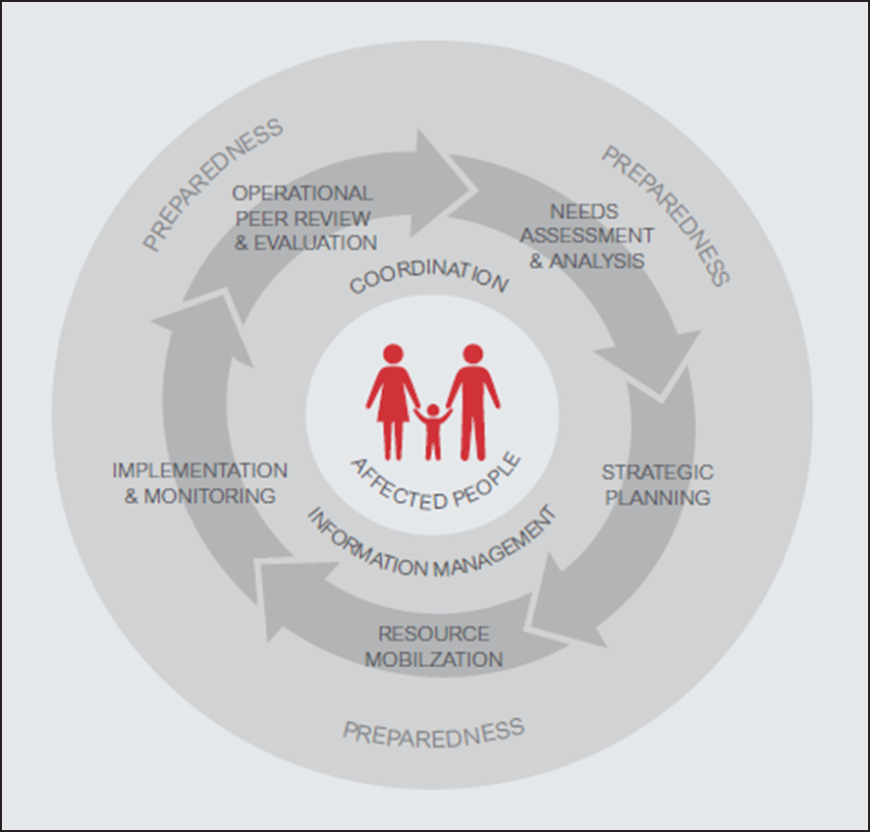 PREPAREDNESS
PREPAREDNESS
OPERATIONAL
PEER REVIEW
& EVALUATION
NEEDS
ASSESSMENT
& ANALYSIS
COORDINATION
AFFECTED PEOPLE
INFORMATION MANAGEMENT
IMPLEMENTATION
& MONITORING
STRATEGIC
PLANNING
RESOURCE
MOBILZATION
PREPAREDNESS